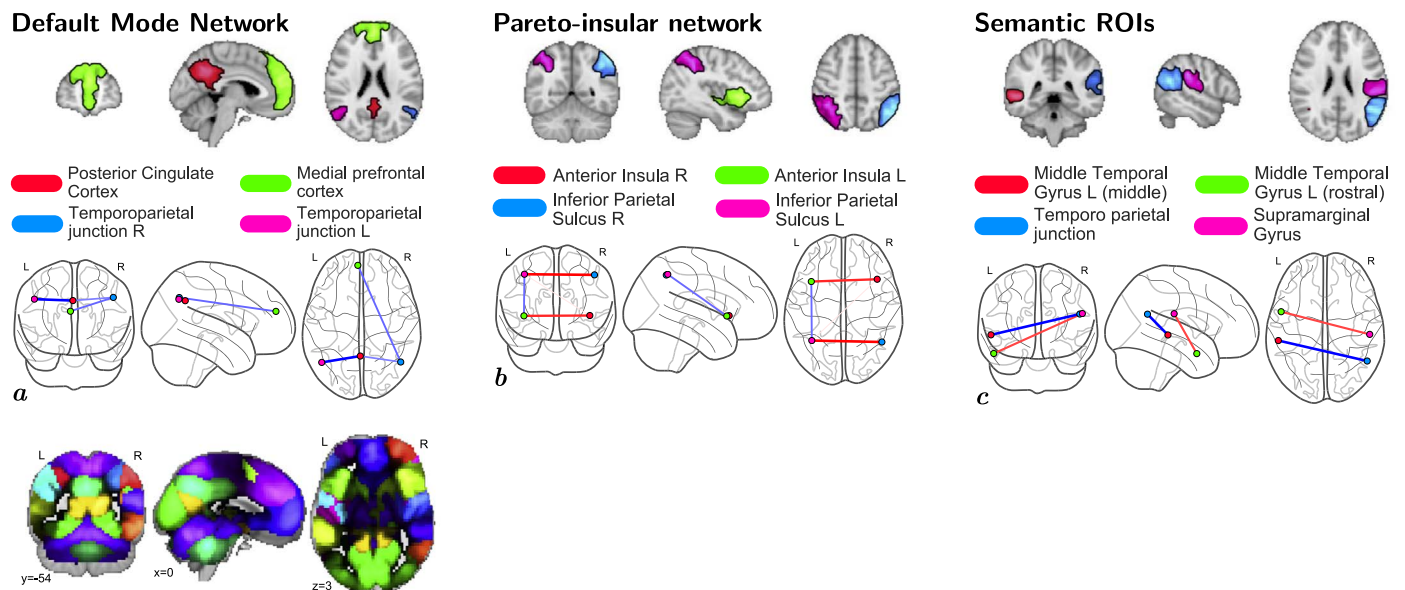 Default Mode Network
Posterior Cingulate
Cortex
Medial prefrontal
cortex
Temporoparietal
junction R
Temporoparietal
junction L
L
R
L
R
a
L
R
y=-54
x=0
L
R
z=3
Pareto-insular network
Anterior Insula R
Anterior Insula L
Inferior Parietal
Sulcus R
Inferior Parietal
Sulcus L
L
R
L
R
b
Semantic ROIs
Middle Temporal
Gyrus L (middle)
Middle Temporal
Gyrus L (rostral)
Temporo parietal
junction
Supramarginal
Gyrus
L
R
L
R
c